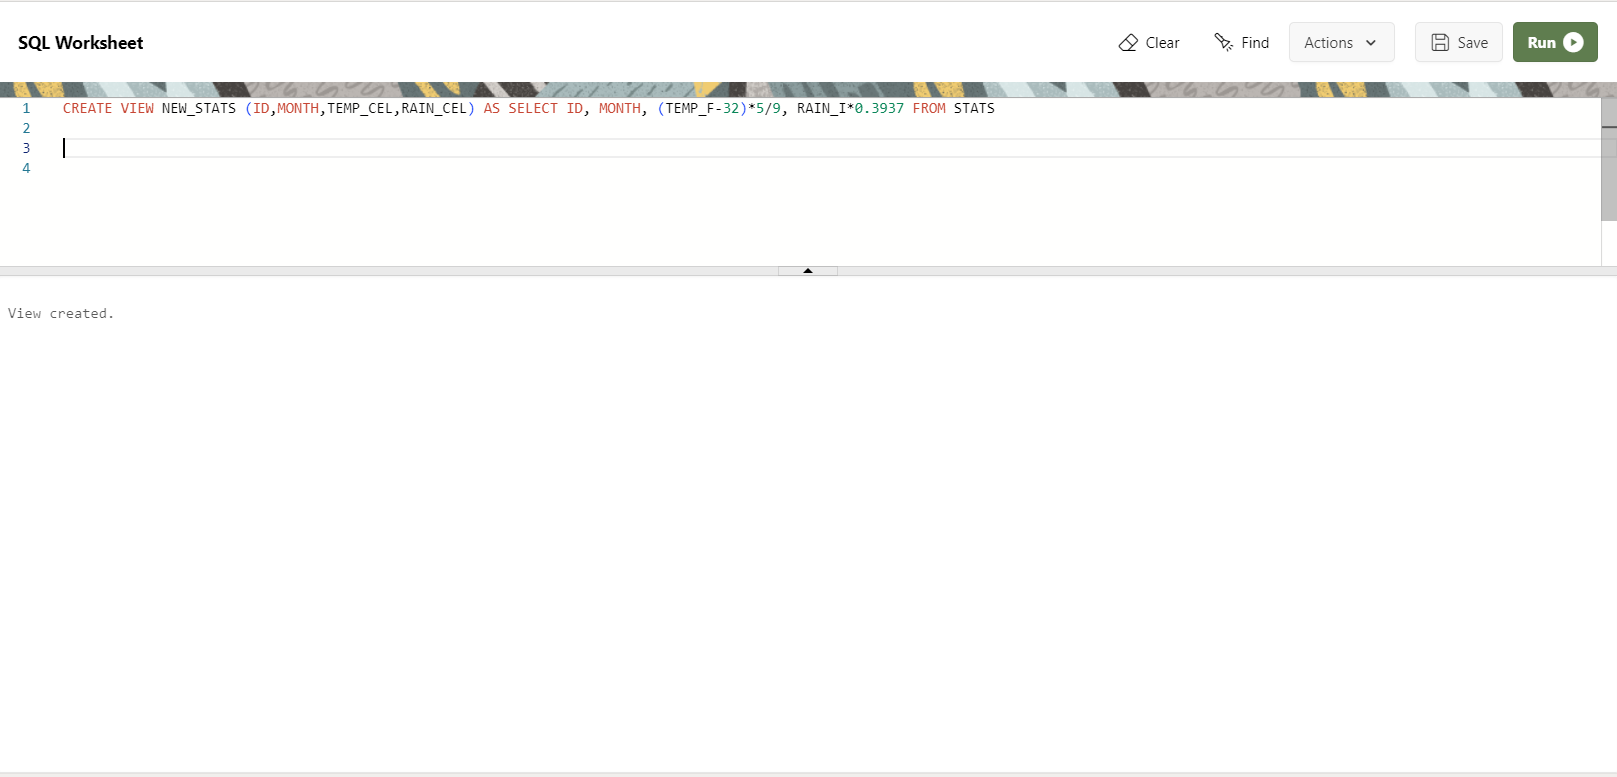 SQL Worksheet
Clear Find Actions Save Run
1 CREATE VIEW NEW_STATS (ID,MONTH,TEMP_CEL,RAIN_CEL) AS SELECT ID, MONTH, (TEMP_F-32)*5/9, RAIN_I*0.3937 FROM STATS
2
3
4
View created.